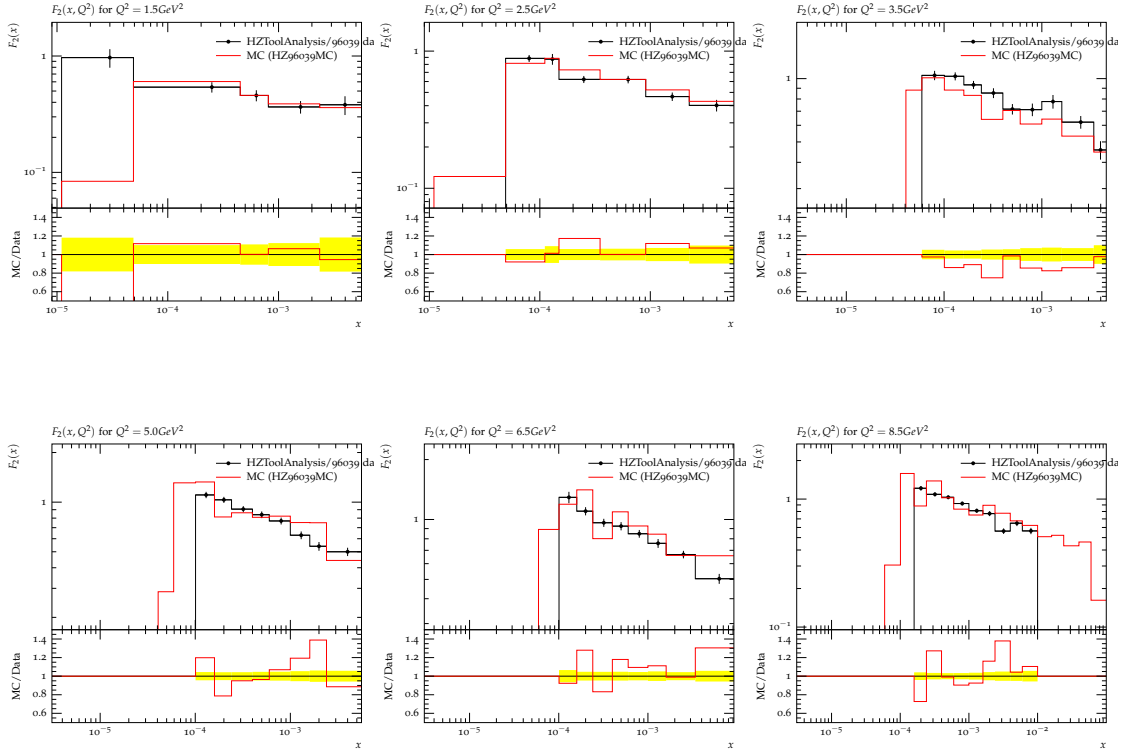 F₂(x, Q²) for Q² = 1.5GeV²
F₂(x)
HZToolAnalysis/96039 da
MC (HZ96039MC)
1
10⁻¹
MC/Data
1.4
1.2
1.0
0.8
0.6
10⁻⁵ 10⁻⁴ 10⁻³
x
F₂(x, Q²) for Q² = 2.5GeV²
F₂(x)
HZToolAnalysis/96039 da
MC (HZ96039MC)
1
10⁻¹
MC/Data
1.4
1.2
1.0
0.8
0.6
10⁻⁵ 10⁻⁴ 10⁻³
x
F₂(x, Q²) for Q² = 3.5GeV²
F₂(x)
HZToolAnalysis/96039 da
MC (HZ96039MC)
1
MC/Data
1.4
1.2
1.0
0.8
0.6
10⁻⁵ 10⁻⁴ 10⁻³
x
F₂(x, Q²) for Q² = 5.0GeV²
F₂(x)
HZToolAnalysis/96039 da
MC (HZ96039MC)
1
MC/Data
1.4
1.2
1.0
0.8
0.6
10⁻⁵ 10⁻⁴ 10⁻³
x
F₂(x, Q²) for Q² = 6.5GeV²
F₂(x)
HZToolAnalysis/96039 da
MC (HZ96039MC)
1
MC/Data
1.4
1.2
1.0
0.8
0.6
10⁻⁵ 10⁻⁴ 10⁻³
x
F₂(x, Q²) for Q² = 8.5GeV²
F₂(x)
HZToolAnalysis/96039 da
MC (HZ96039MC)
1
10⁻¹
MC/Data
1.4
1.2
1.0
0.8
0.6
10⁻⁵ 10⁻⁴ 10⁻³ 10⁻² 10⁻¹
x